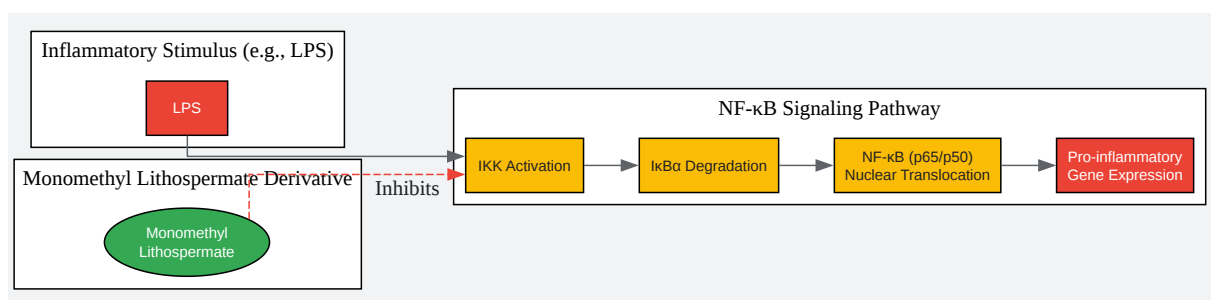 Inflammatory Stimulus (e.g., LPS)
LPS
Monomethyl Lithospermate Derivative
Monomethyl
Lithospermate
Inhibits
NF-κB Signaling Pathway
IKK Activation
IκBα Degradation
NF-κB (p65/p50)
Nuclear Translocation
Pro-inflammatory
Gene Expression